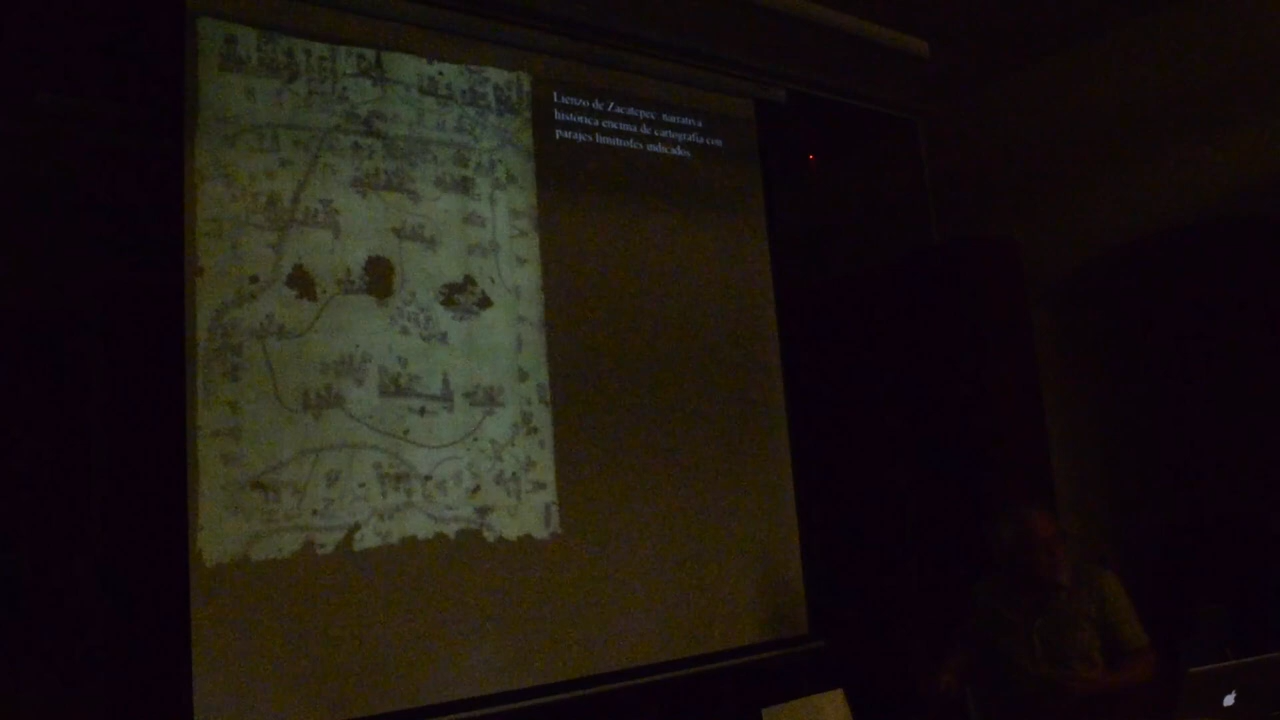 Lienzo de Zacatepec narrativa
histórica encima de cartografía con
parajes limítrofes indicados